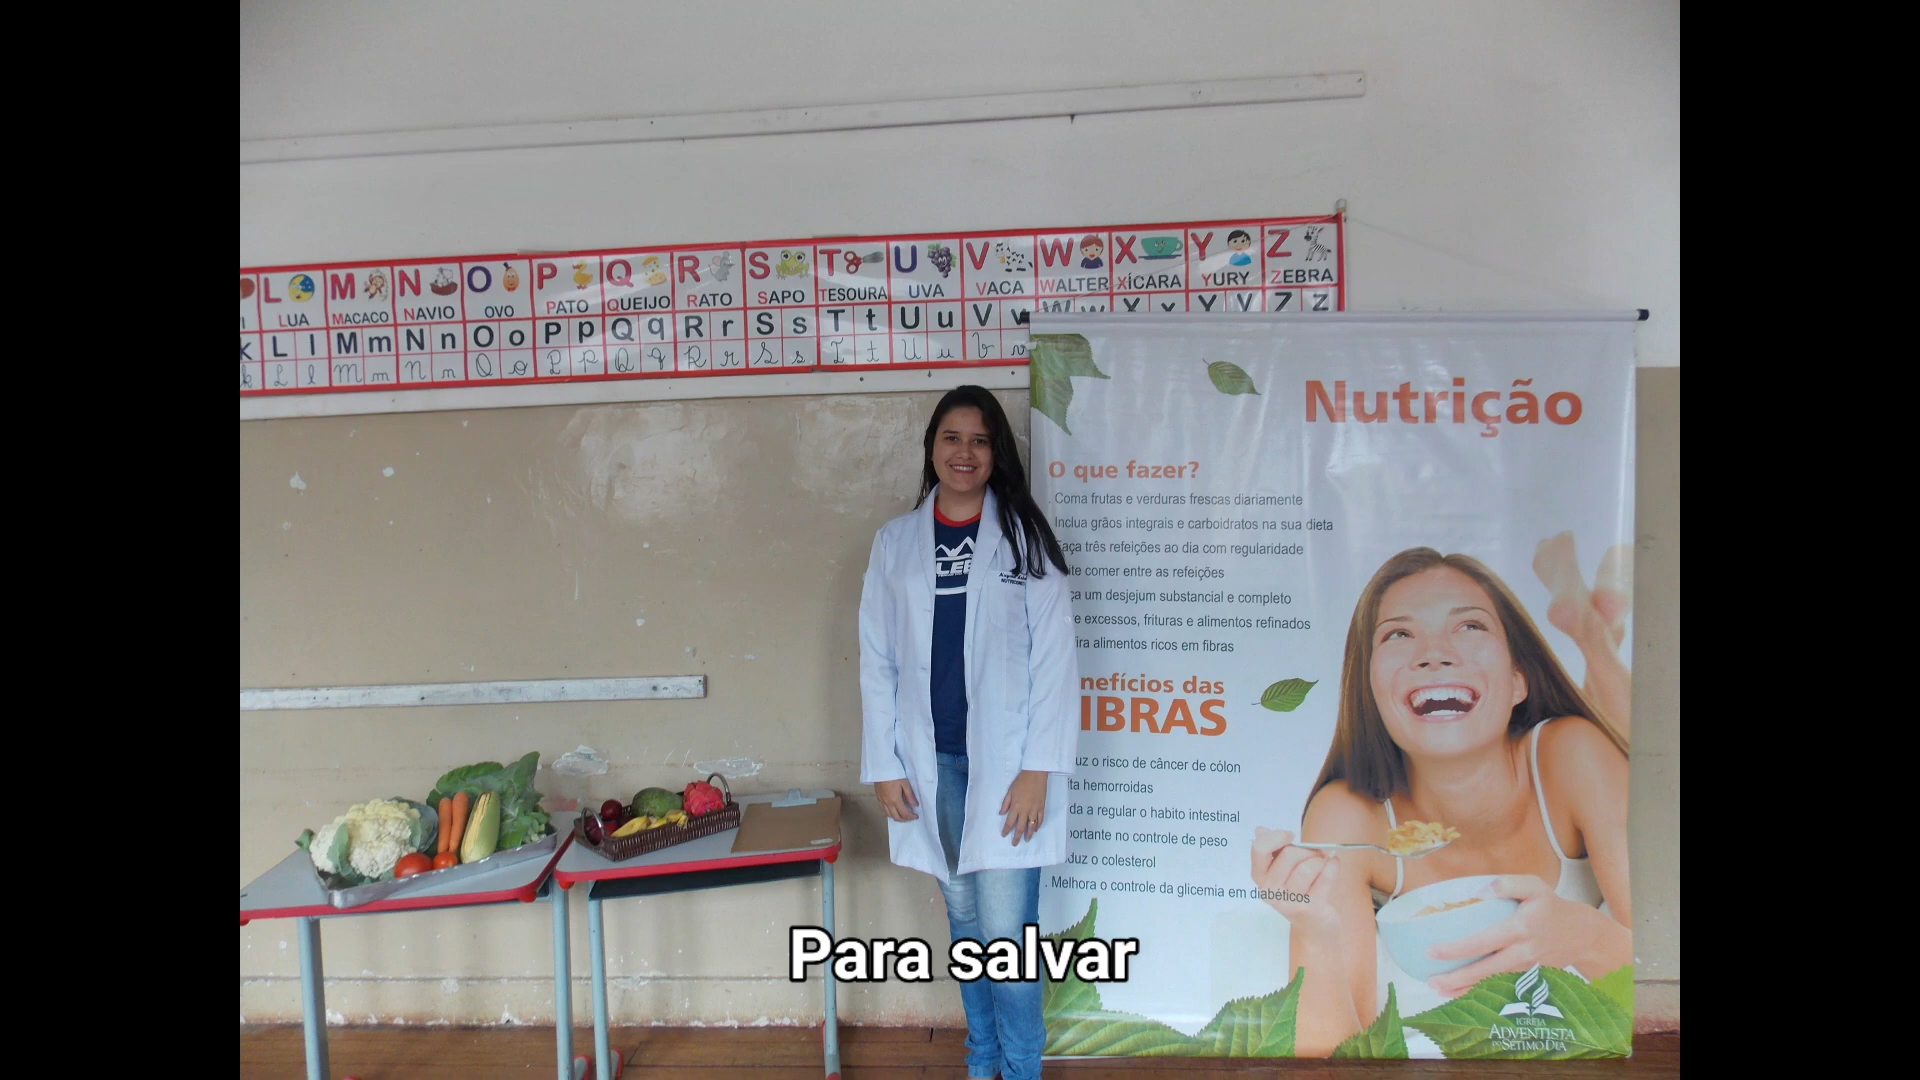 L M N O P Q R S T U V W X Y Z
LUA MACACO NAVIO OVO PATO QUEIJO RATO SAPO TESOURA UVA VACA WALTER XÍCARA YURY ZEBRA
k L l M m N n O o P p Q q R r S s T t U u V v W w X x Y y Z z
k L l M m N n O o P p Q q R r S s T t U u V v
Nutrição
O que fazer?
. Coma frutas e verduras frescas diariamente
Inclua grãos integrais e carboidratos na sua dieta
aça três refeições ao dia com regularidade
te comer entre as refeições
ça um desjejum substancial e completo
e excessos, frituras e alimentos refinados
ira alimentos ricos em fibras
nefícios das
IBRAS
uz o risco de câncer de cólon
ita hemorroidas
da a regular o habito intestinal
portante no controle de peso
duz o colesterol
. Melhora o controle da glicemia em diabéticos
Para salvar
IGREJA
ADVENTISTA
DO SÉTIMO DIA